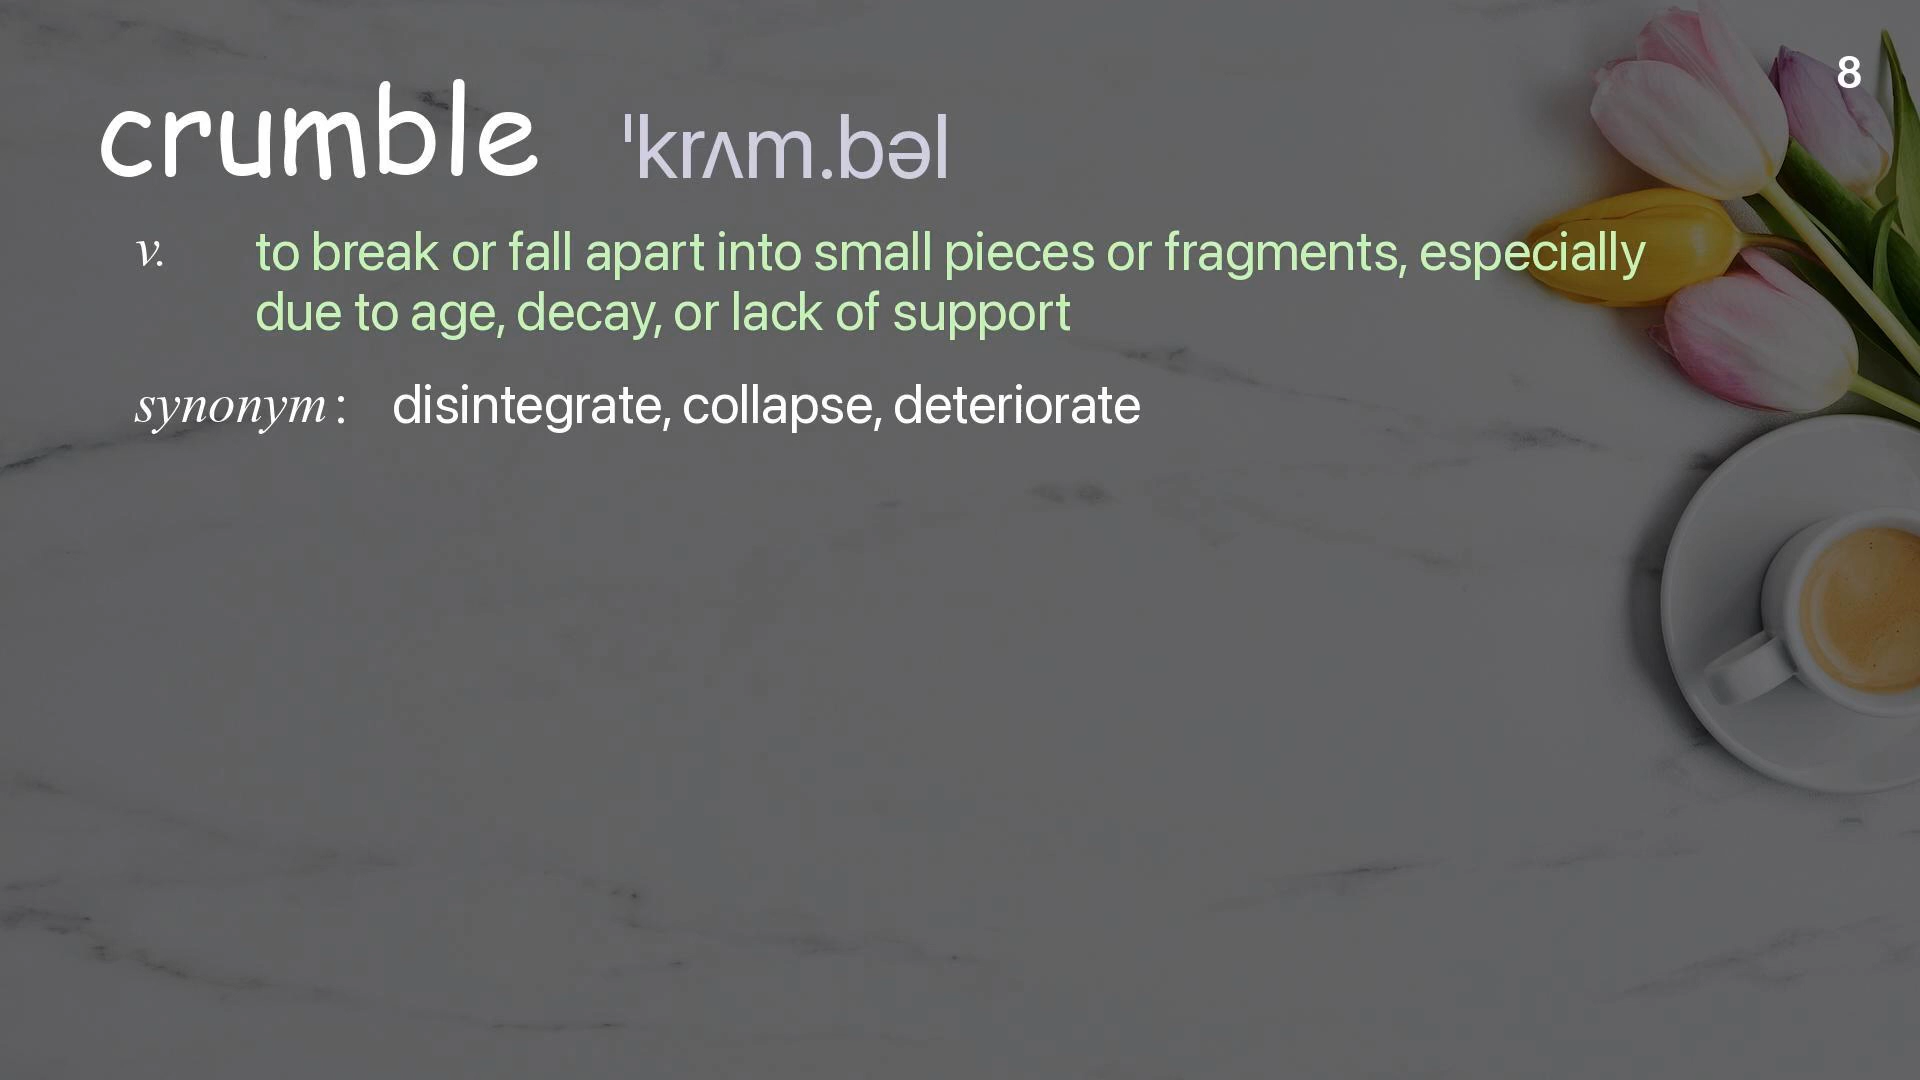 8
crumble ˈkrʌm.bəl
v. to break or fall apart into small pieces or fragments, especially
due to age, decay, or lack of support
synonym : disintegrate, collapse, deteriorate